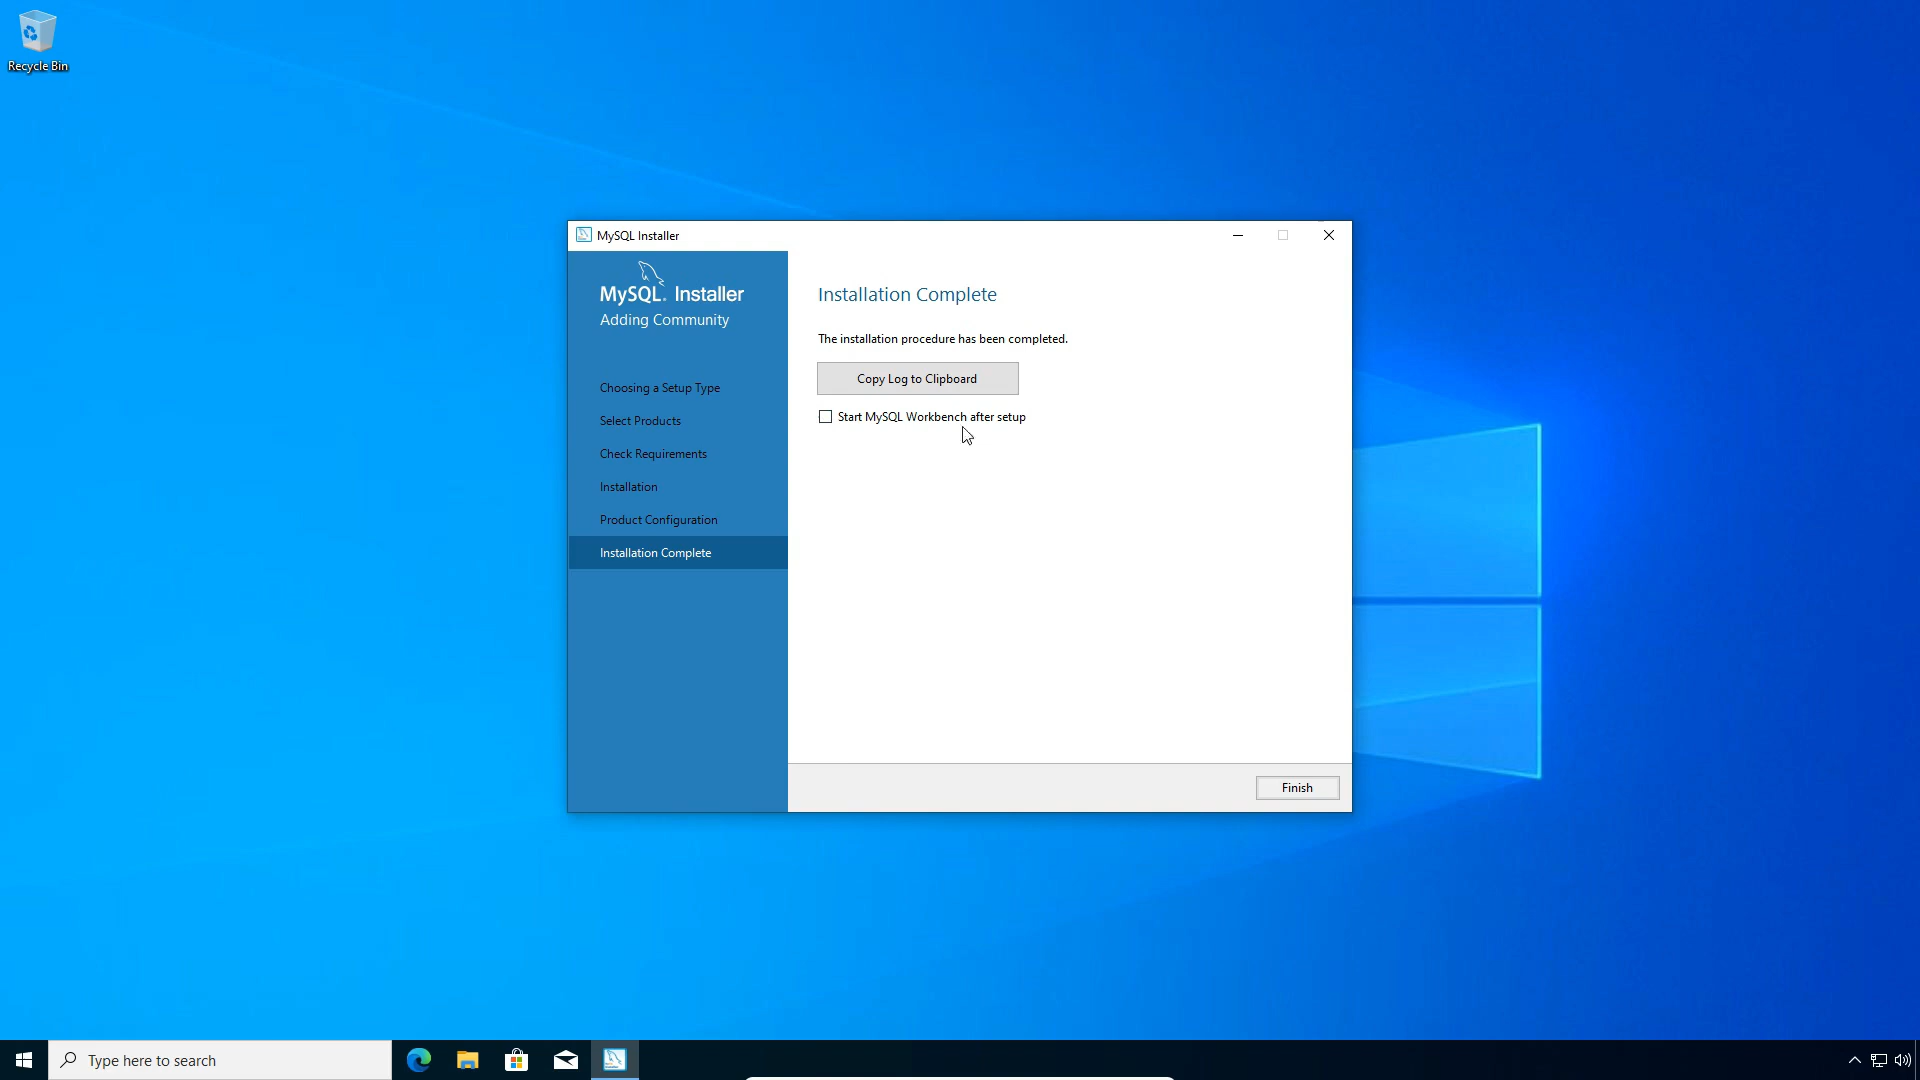 Recycle Bin
MySQL Installer
MySQL. Installer
Adding Community
Choosing a Setup Type
Select Products
Check Requirements
Installation
Product Configuration
Installation Complete
Installation Complete
The installation procedure has been completed.
Copy Log to Clipboard
Start MySQL Workbench after setup
Finish
Type here to search